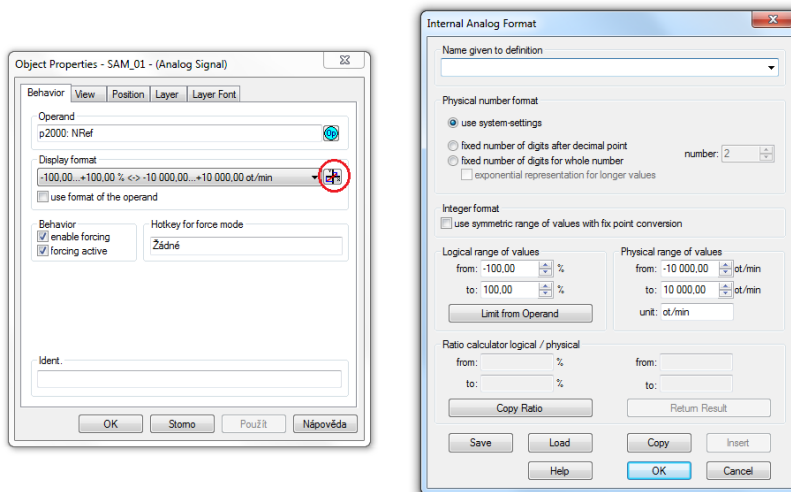 Object Properties - SAM_01 - (Analog Signal)
Behavior View Position Layer Layer Font
Operand
p2000: NRef
Op
Display format
-100,00...+100,00 % <-> -10 000,00...+10 000,00 ot/min
use format of the operand
Behavior
enable forcing
forcing active
Hotkey for force mode
Žádné
Ident.
OK Storno Použít Nápověda
Internal Analog Format
Name given to definition
Physical number format
use system-settings
fixed number of digits after decimal point
fixed number of digits for whole number
number: 2
exponential representation for longer values
Integer format
use symmetric range of values with fix point conversion
Logical range of values
from: -100,00 %
to: 100,00 %
Limit from Operand
Physical range of values
from: -10 000,00 ot/min
to: 10 000,00 ot/min
unit: ot/min
Ratio calculator logical / physical
from: % from:
to: % to:
Copy Ratio Return Result
Save Load Copy Insert
Help OK Cancel